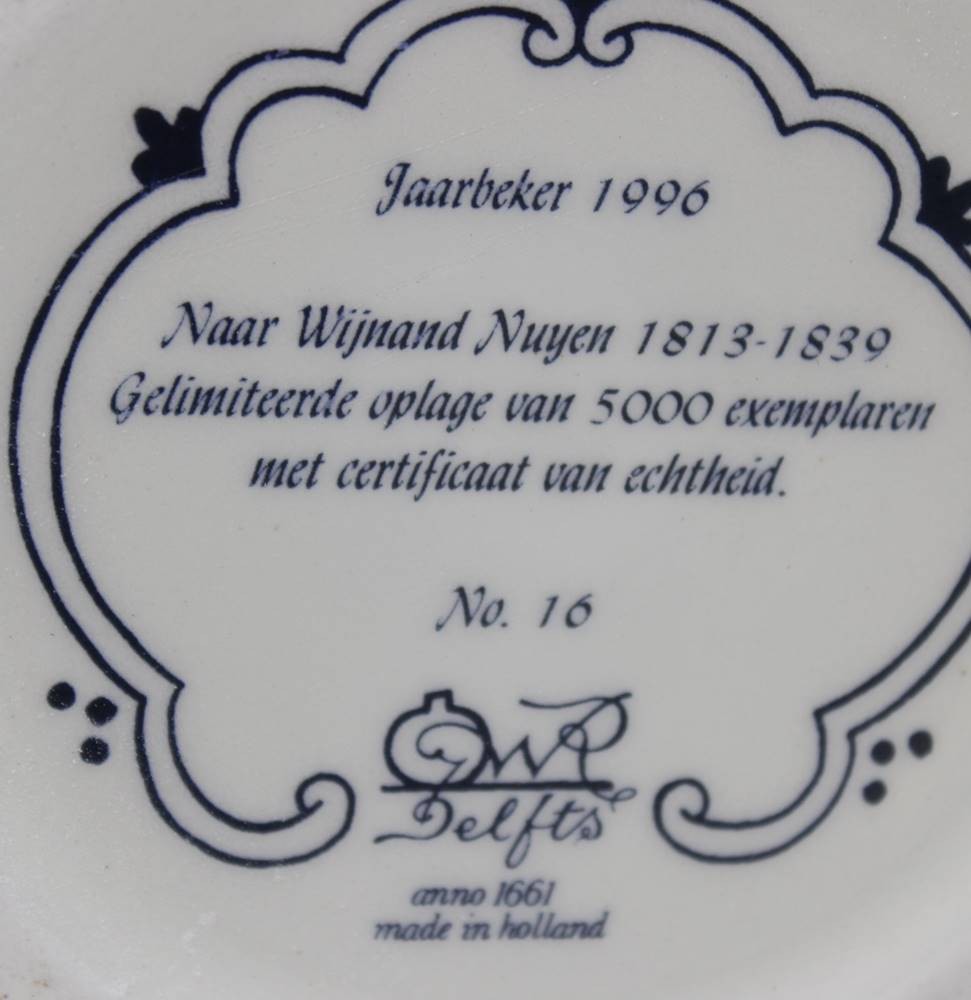 Jaarbeker 1996
Naar Wijnand Nuyen 1813-1839
Gelimiteerde oplage van 5000 exemplaren
met certificaat van echtheid.
No. 16
Delfts
anno 1661
made in holland